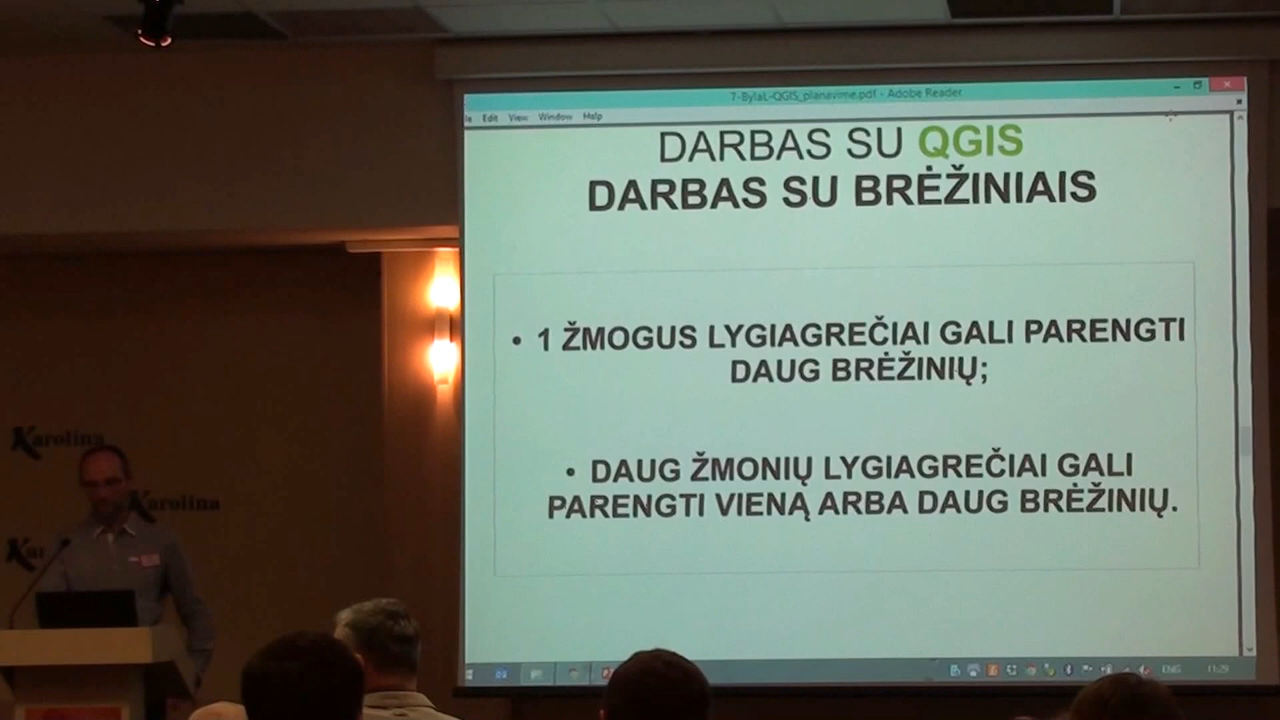 7-BylaL-QGIS_planavime.pdf - Adobe Reader
Edit View Window Help
DARBAS SU QGIS
DARBAS SU BRĖŽINIAIS
• 1 ŽMOGUS LYGIAGREČIAI GALI PARENGTI
DAUG BRĖŽINIŲ;
• DAUG ŽMONIŲ LYGIAGREČIAI GALI
PARENGTI VIENĄ ARBA DAUG BRĖŽINIŲ.
ENG 11:29
Karolina
Karolina